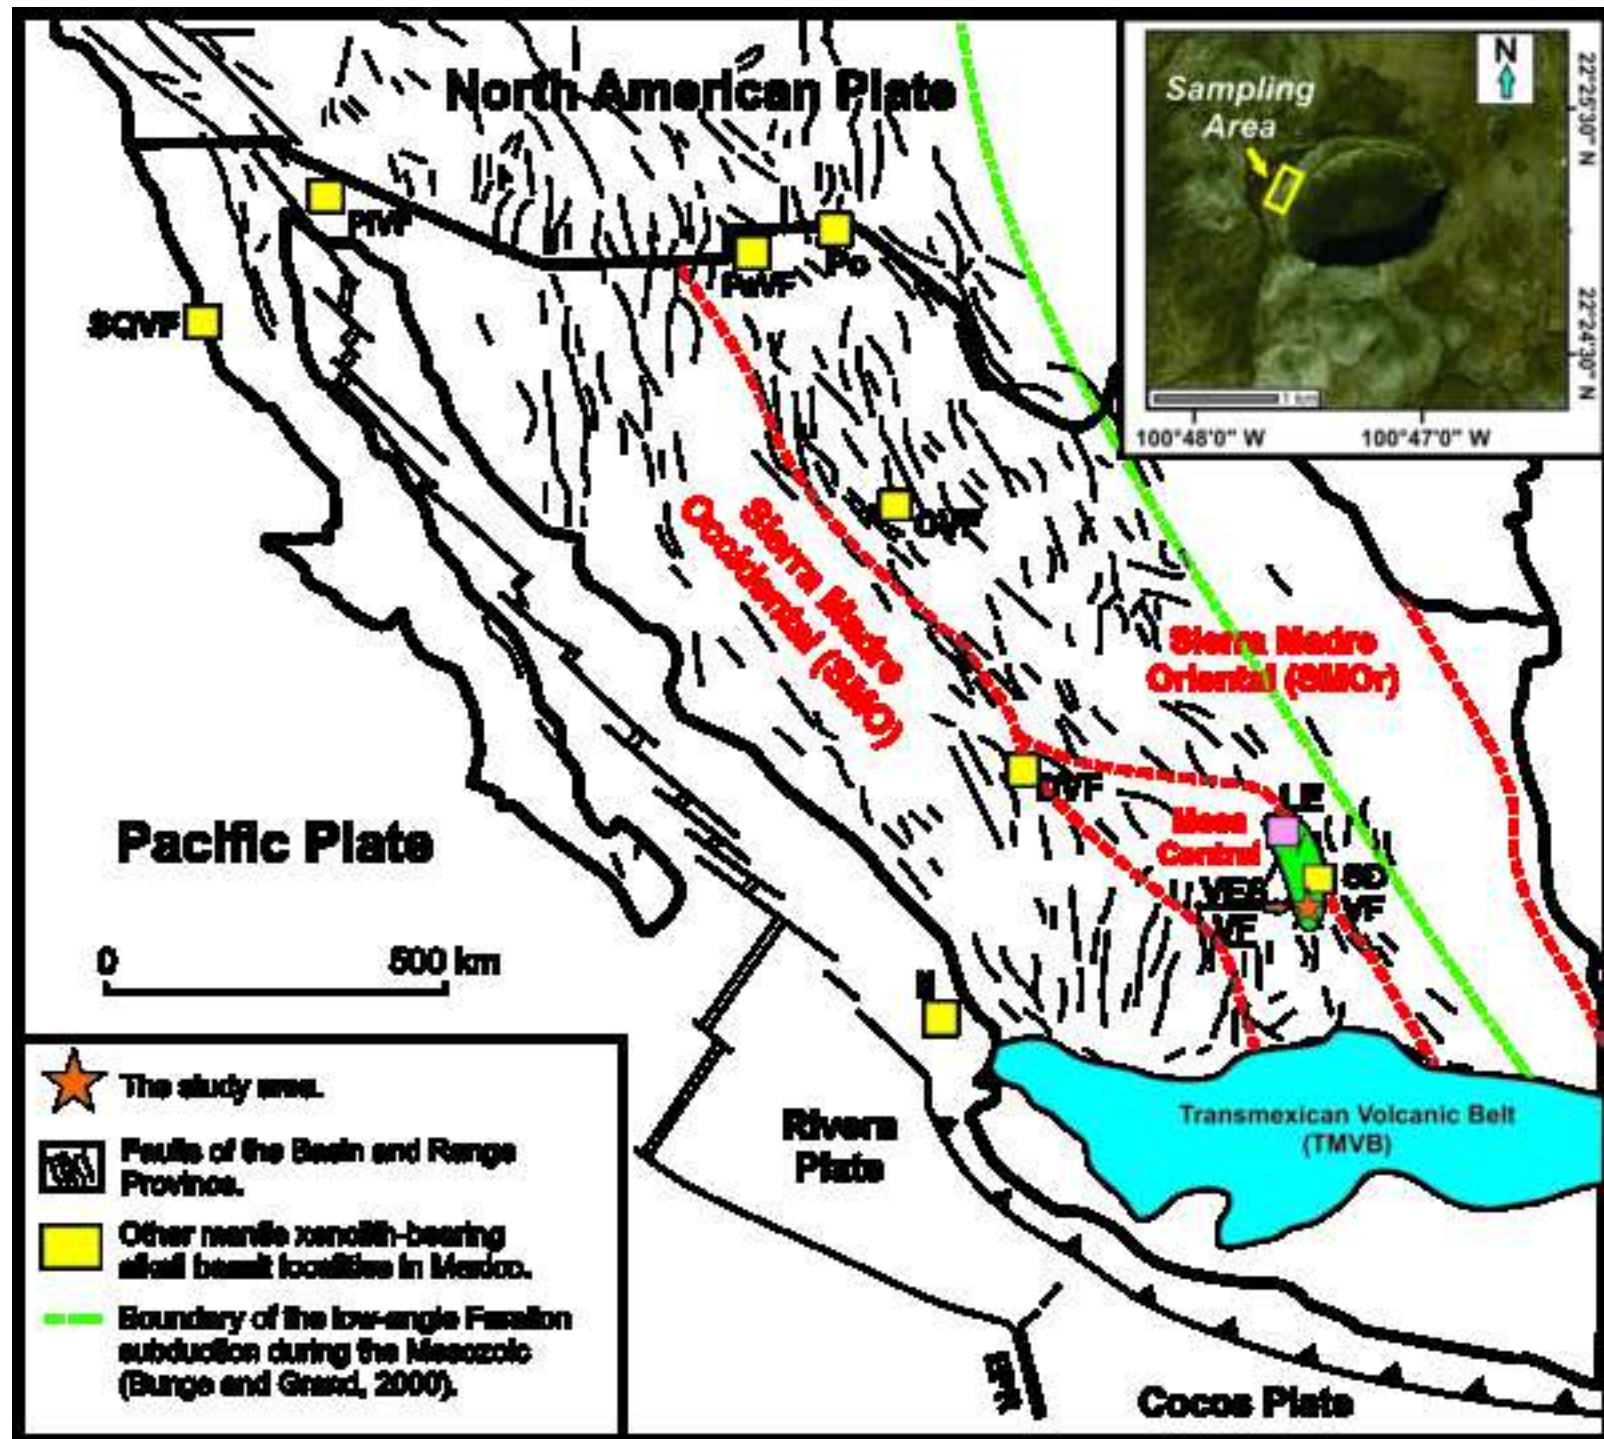 North American Plate
Sampling
Area
N
22°25'30" N
22°24'30" N
1 km
100°48'0" W
100°47'0" W
PIVF
Po
SQVF
Sierra Madre
Occidental (SMO)
Sierra Madre
Oriental (SMOr)
DVF
Mesa
Central
LE
SD
VF
VES
VF
Pacific Plate
0
500 km
Rivera
Plate
Transmexican Volcanic Belt
(TMVB)
EPR
Cocos Plate
The study area.
Faults of the Basin and Range
Province.
Other mantle xenolith-bearing
alkali basalt localities in Mexico.
Boundary of the low-angle Farallon
subduction during the Mesozoic
(Bunge and Grand, 2000).